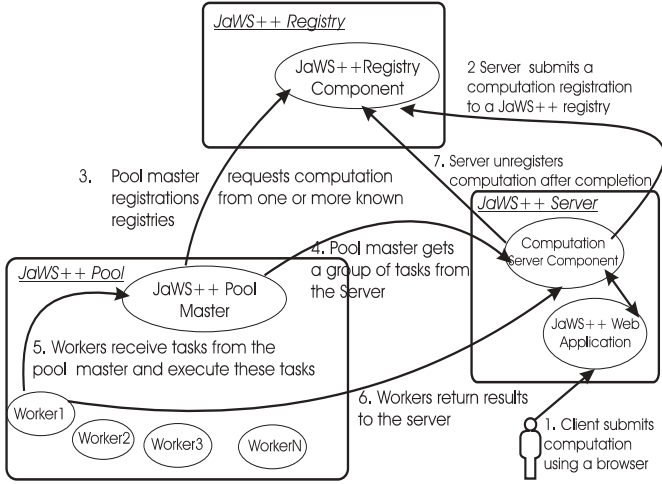 JaWS++ Registry
JaWS++Registry
Component
2 Server submits a
computation registration
to a JaWS++ registry
3. Pool master requests computation
registrations from one or more known
registries
7. Server unregisters
computation after completion
JaWS++ Server
Computation
Server Component
JaWS++ Web
Application
4. Pool master gets
a group of tasks from
the Server
JaWS++ Pool
JaWS++ Pool
Master
5. Workers receive tasks from the
pool master and execute these tasks
6. Workers return results
to the server
Worker1
Worker2
Worker3
WorkerN
1. Client submits
computation
using a browser